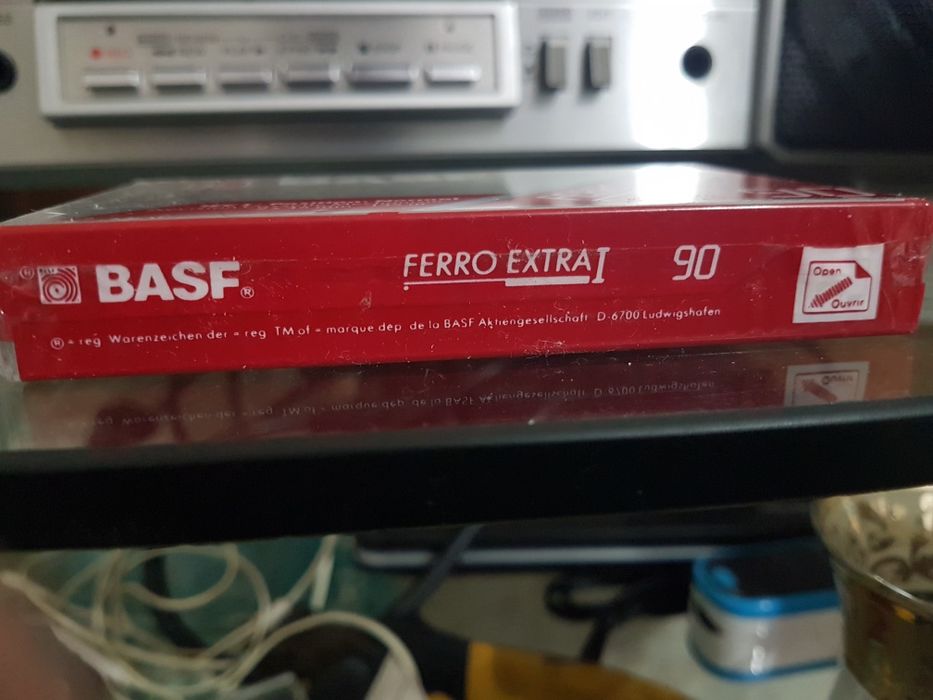 BASF® FERRO EXTRA I 90
Open
Ouvrir
® = reg Warenzeichen der = reg TM of = marque dép de la BASF Aktiengesellschaft D-6700 Ludwigshafen